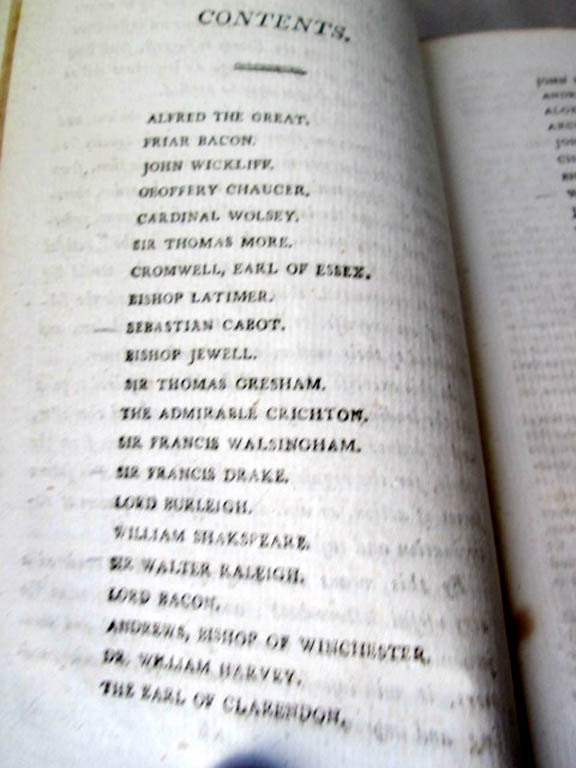 CONTENTS.
ALFRED THE GREAT.
FRIAR BACON.
JOHN WICKLIFF.
GEOFFERY CHAUCER.
CARDINAL WOLSEY.
SIR THOMAS MORE.
CROMWELL, EARL OF ESSEX.
BISHOP LATIMER.
SEBASTIAN CABOT.
BISHOP JEWELL.
SIR THOMAS GRESHAM.
THE ADMIRABLE CRICHTON.
SIR FRANCIS WALSINGHAM.
SIR FRANCIS DRAKE.
LORD BURLEIGH.
WILLIAM SHAKSPEARE.
SIR WALTER RALEIGH.
LORD BACON.
ANDREWS, BISHOP OF WINCHESTER.
DR. WILLIAM HARVEY.
THE EARL OF CLARENDON.
JOHN